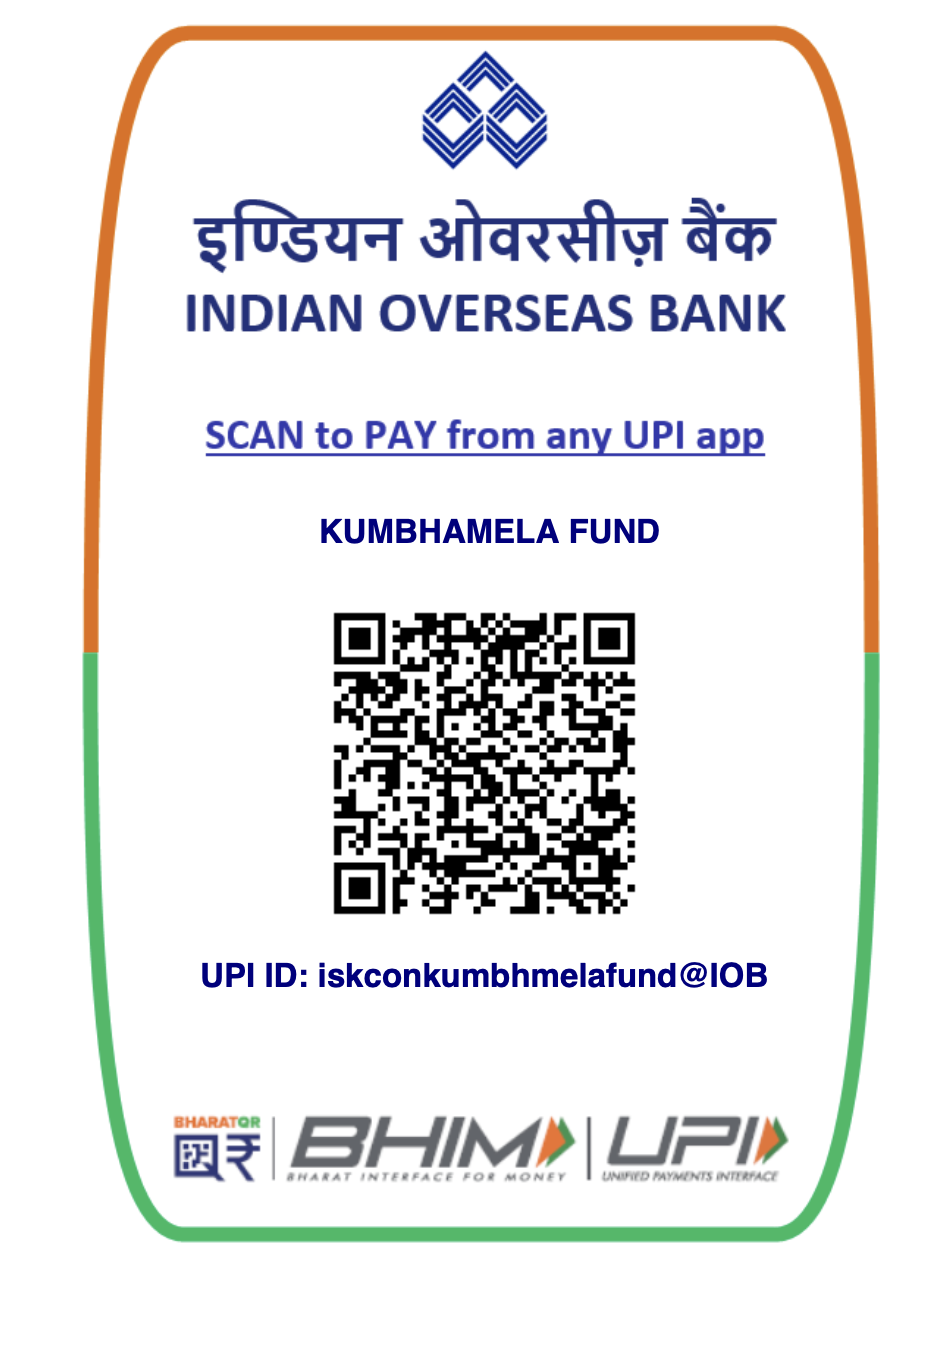 इण्डियन ओवरसीज़ बैंक
INDIAN OVERSEAS BANK
SCAN to PAY from any UPI app
KUMBHAMELA FUND
UPI ID: iskconkumbhmelafund@IOB
BHARATQR
BHIM
BHARAT INTERFACE FOR MONEY
UPI
UNIFIED PAYMENTS INTERFACE